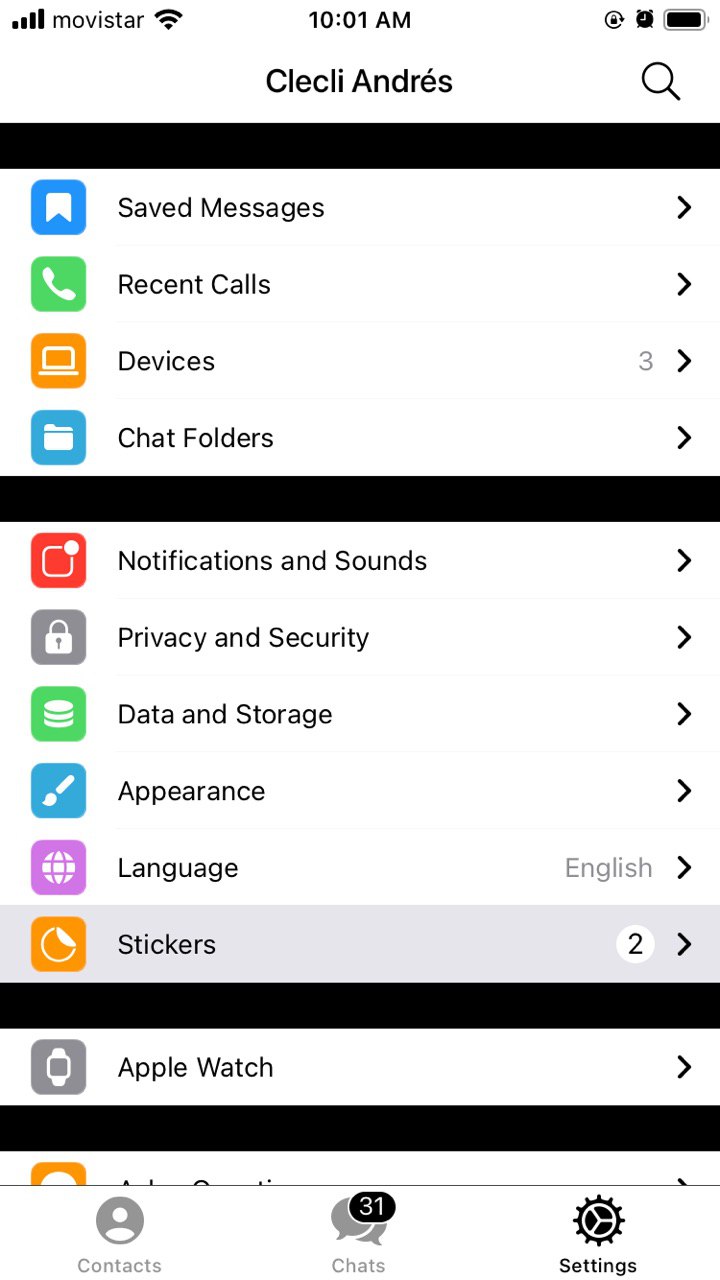 movistar 10:01 AM
Clecli Andrés
Saved Messages
Recent Calls
Devices 3
Chat Folders
Notifications and Sounds
Privacy and Security
Data and Storage
Appearance
Language English
Stickers 2
Apple Watch
31
Contacts Chats Settings